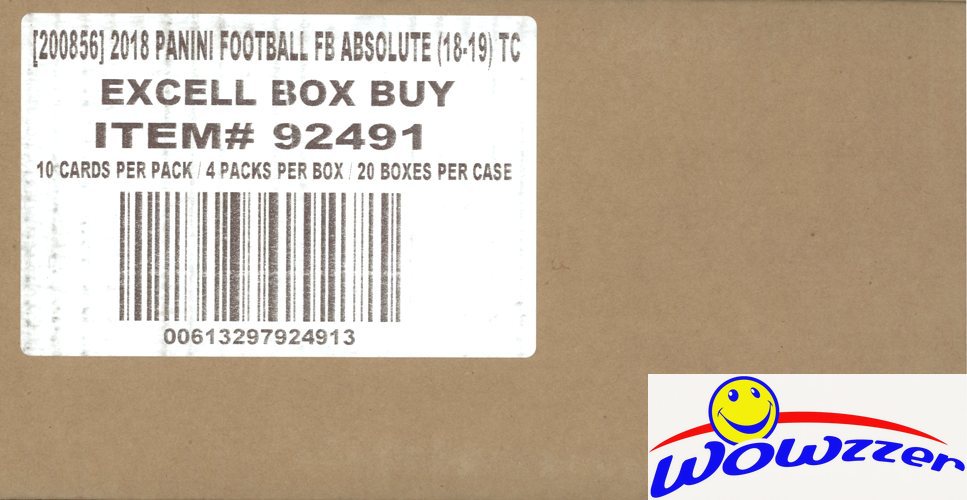 [200856] 2018 PANINI FOOTBALL FB ABSOLUTE (18-19) TC
EXCELL BOX BUY
ITEM# 92491
10 CARDS PER PACK / 4 PACKS PER BOX / 20 BOXES PER CASE
00613297924913
wowzzer